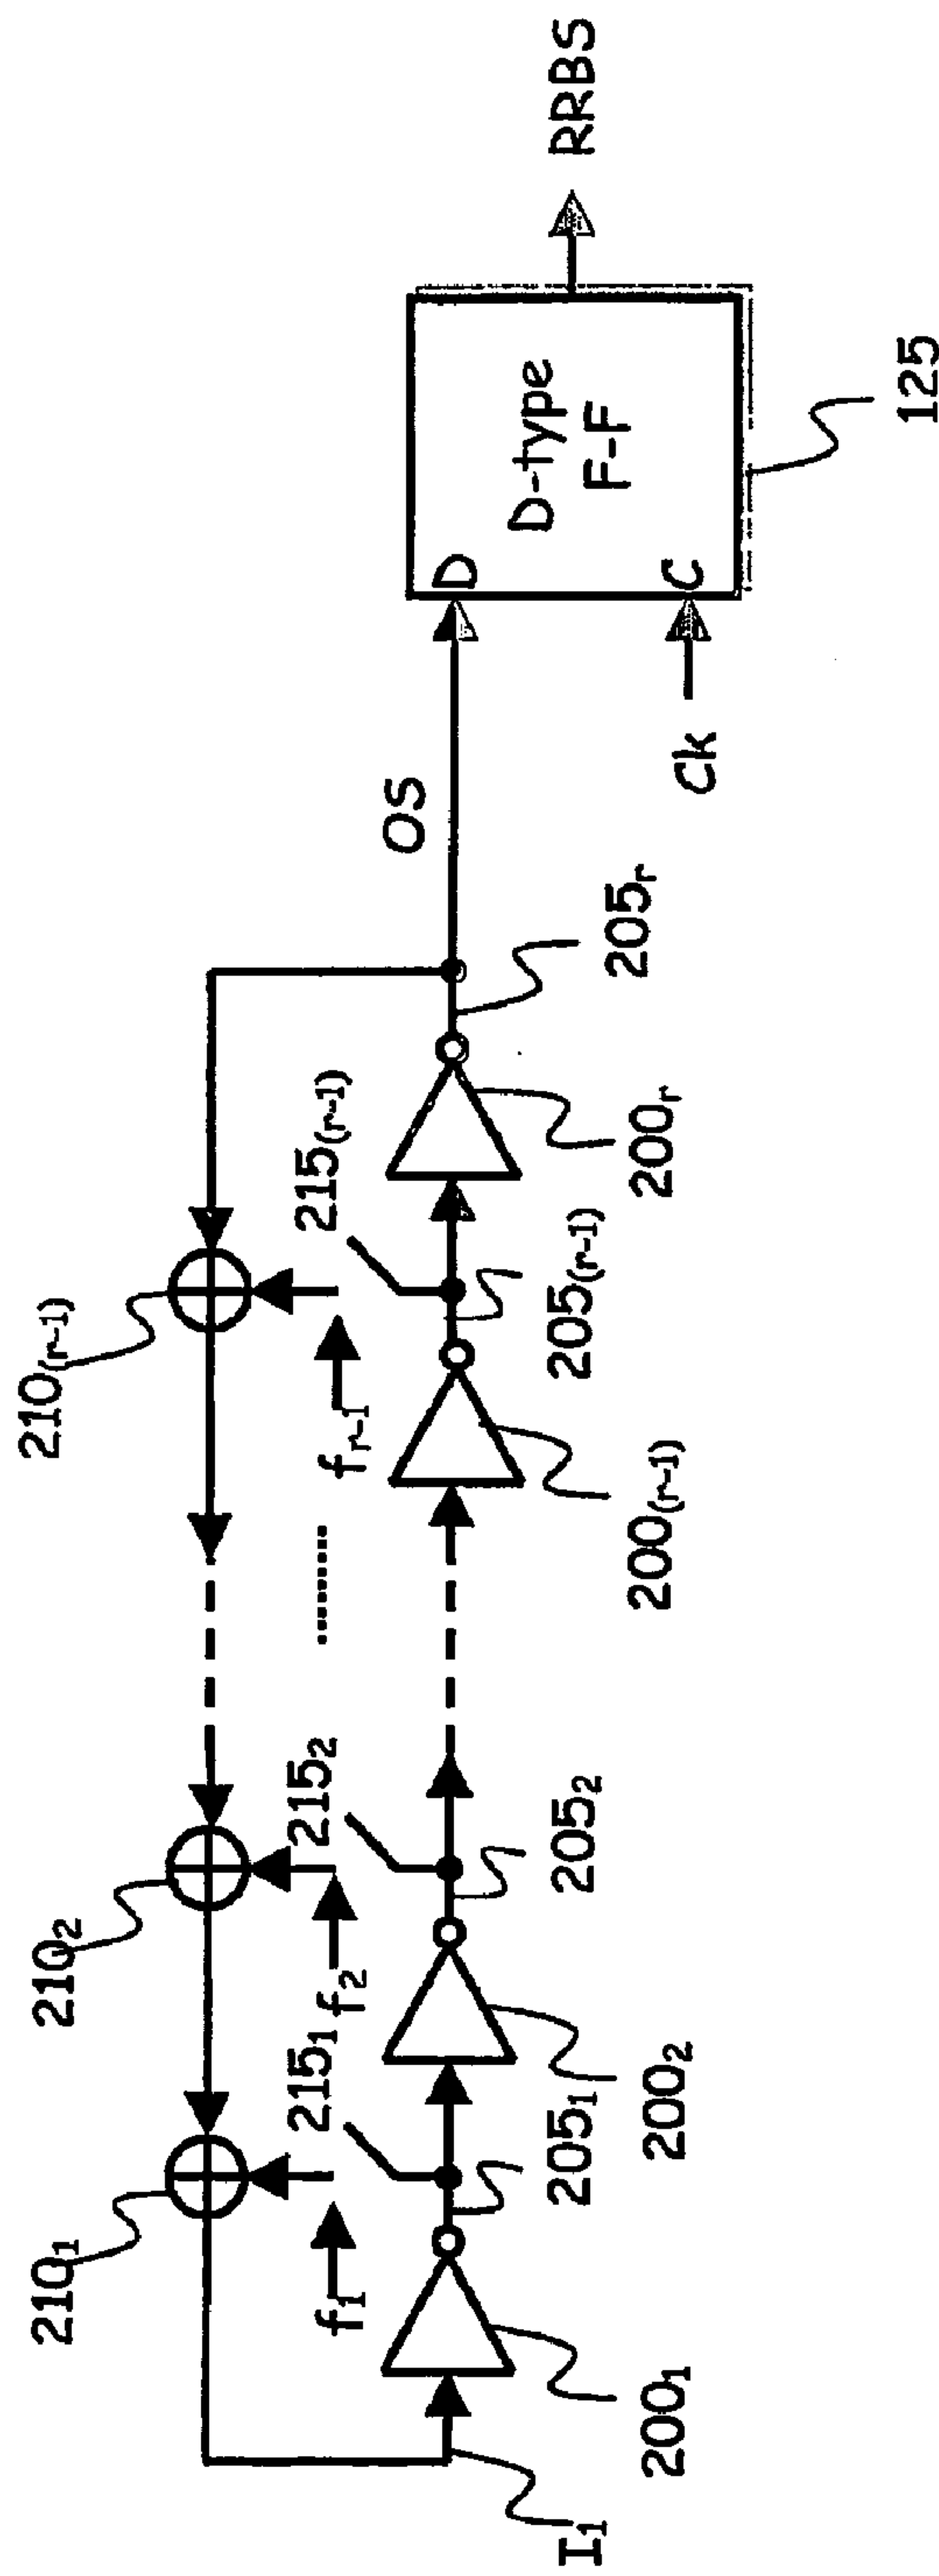 210₁
210₂
210₍ᵣ₋₁₎
215₁
215₂
215₍ᵣ₋₁₎
f₁
f₂
........
fᵣ₋₁
OS
D
D-type
F-F
RRBS
C
Ck
I₁
200₁
205₁
200₂
205₂
200₍ᵣ₋₁₎
205₍ᵣ₋₁₎
200ᵣ
205ᵣ
125